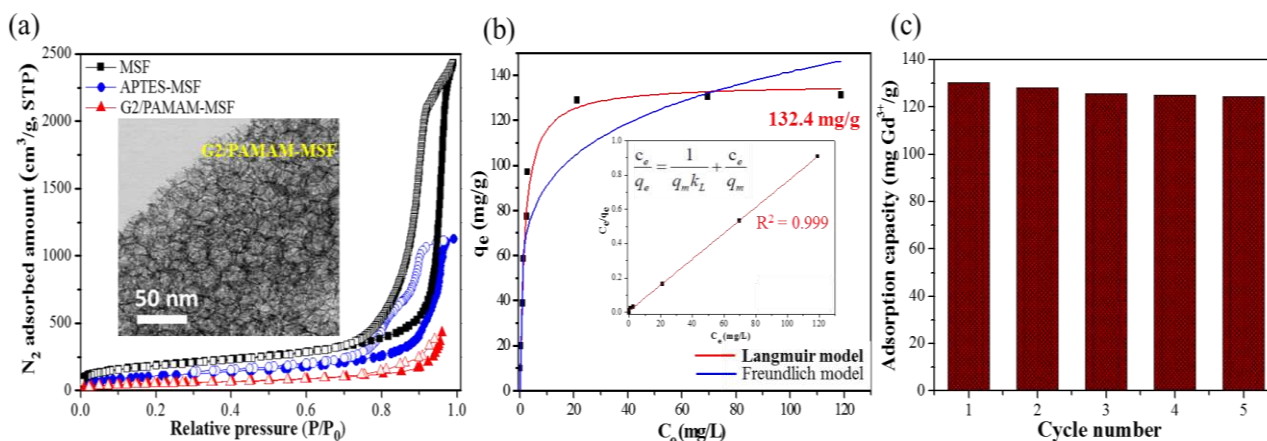 (a)
N₂ adsorbed amount (cm³/g, STP)
2500
2000
1500
1000
500
0
MSF
APTES-MSF
G2/PAMAM-MSF
G2/PAMAM-MSF
50 nm
0.0 0.2 0.4 0.6 0.8 1.0
Relative pressure (P/P₀)
(b)
qₑ (mg/g)
140
120
100
80
60
40
20
0
132.4 mg/g
cₑ/qₑ = 1/(qₘkL) + cₑ/qₘ
R² = 0.999
Cₑ/qₑ
1.0
0.8
0.6
0.4
0.2
0.0
0 20 40 60 80 100 120
Cₑ(mg/L)
Langmuir model
Freundlich model
0 20 40 60 80 100 120
Cₑ(mg/L)
(c)
Adsorption capacity (mg Gd³⁺/g)
140
120
100
80
60
40
20
0
1 2 3 4 5
Cycle number